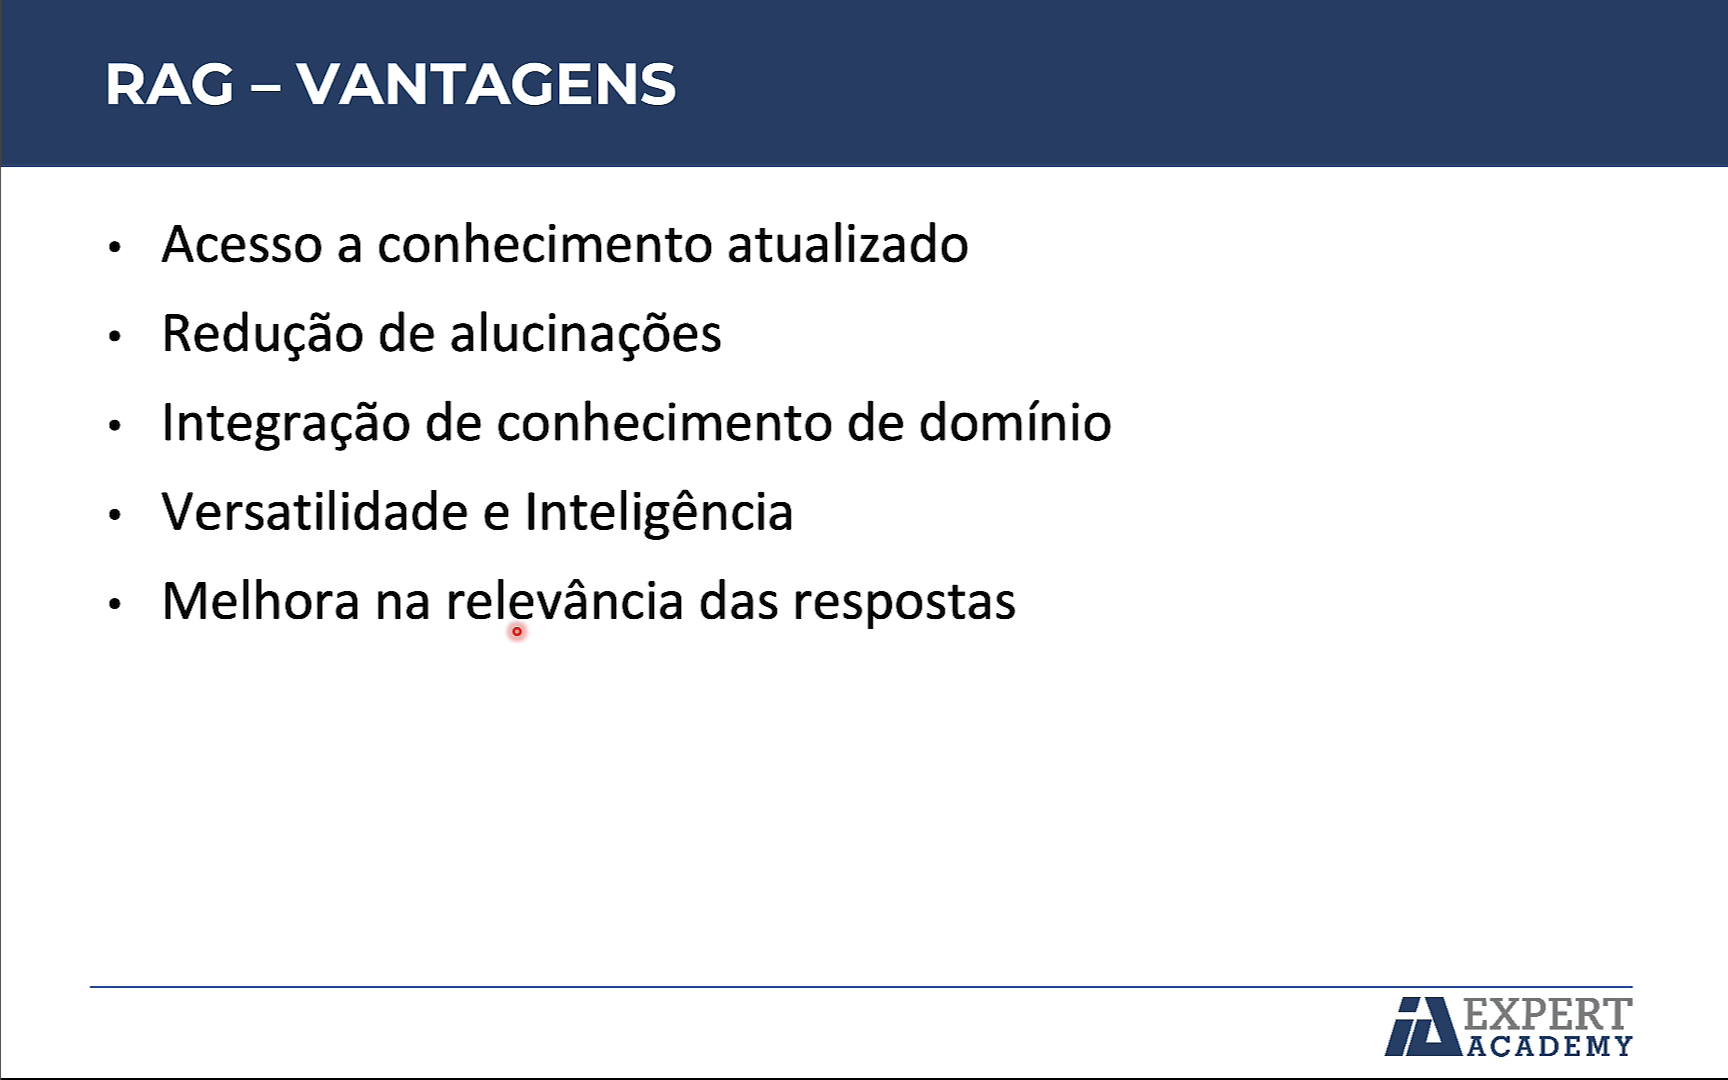 RAG – VANTAGENS
• Acesso a conhecimento atualizado
• Redução de alucinações
• Integração de conhecimento de domínio
• Versatilidade e Inteligência
• Melhora na relevância das respostas
IA EXPERT
ACADEMY